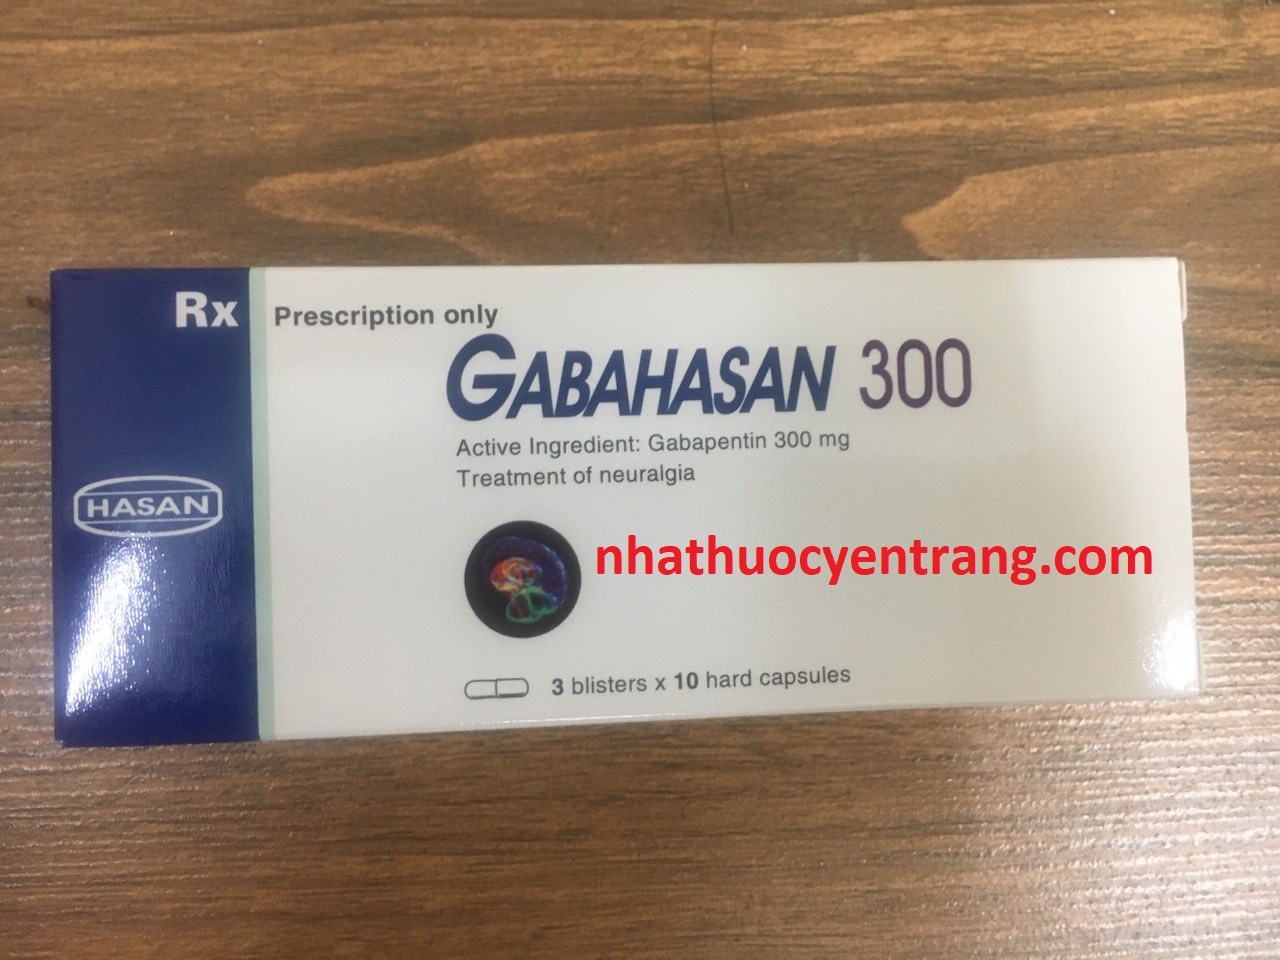 Rx Prescription only
GABAHASAN 300
Active Ingredient: Gabapentin 300 mg
Treatment of neuralgia
HASAN
nhathuocyentrang.com
3 blisters x 10 hard capsules